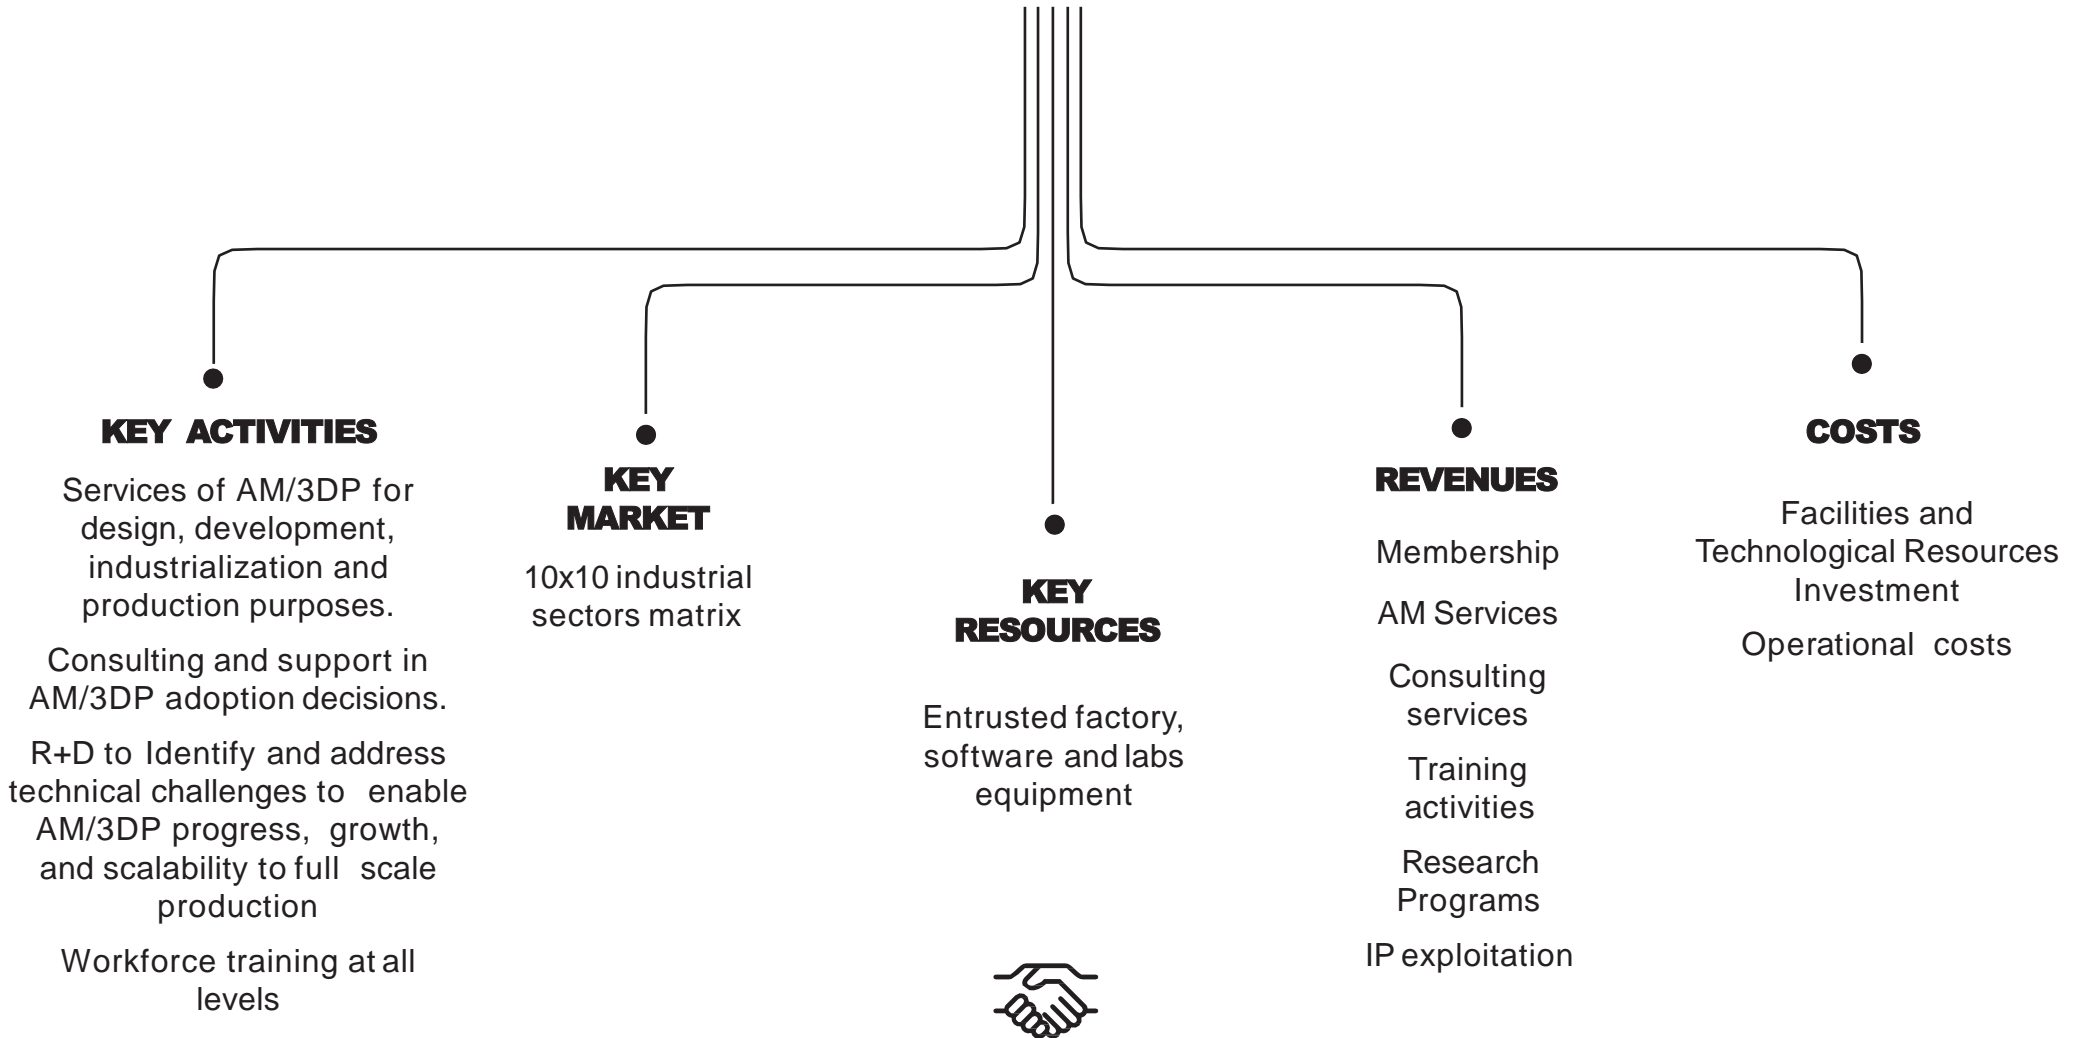 KEY ACTIVITIES
Services of AM/3DP for
design, development,
industrialization and
production purposes.
Consulting and support in
AM/3DP adoption decisions.
R+D to Identify and address
technical challenges to enable
AM/3DP progress, growth,
and scalability to full scale
production
Workforce training at all
levels
KEY
MARKET
10x10 industrial
sectors matrix
KEY
RESOURCES
Entrusted factory,
software and labs
equipment
REVENUES
Membership
AM Services
Consulting
services
Training
activities
Research
Programs
IP exploitation
COSTS
Facilities and
Technological Resources
Investment
Operational costs